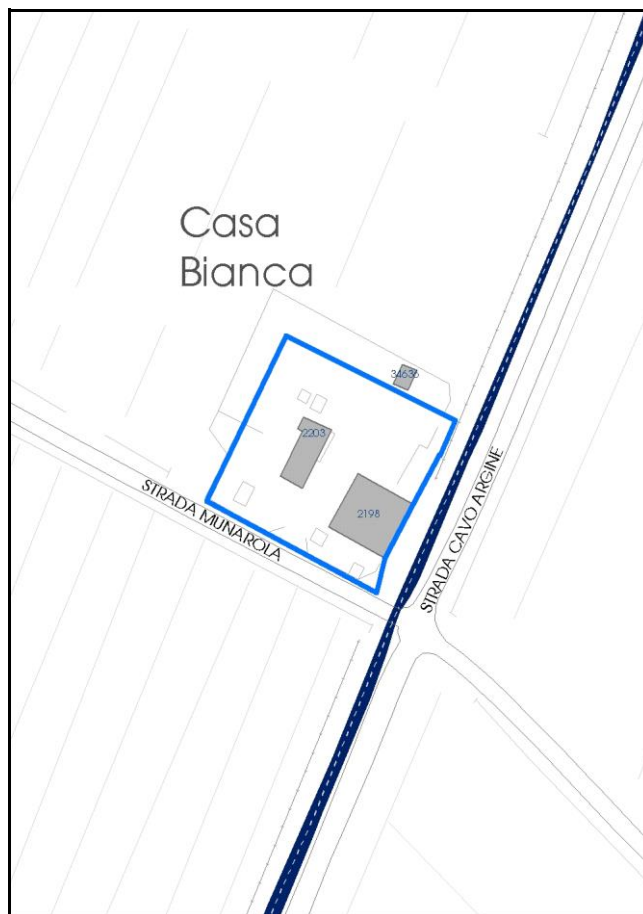 Casa
Bianca
34636
2203
2198
STRADA MUNAROLA
STRADA CAVO ARGINE